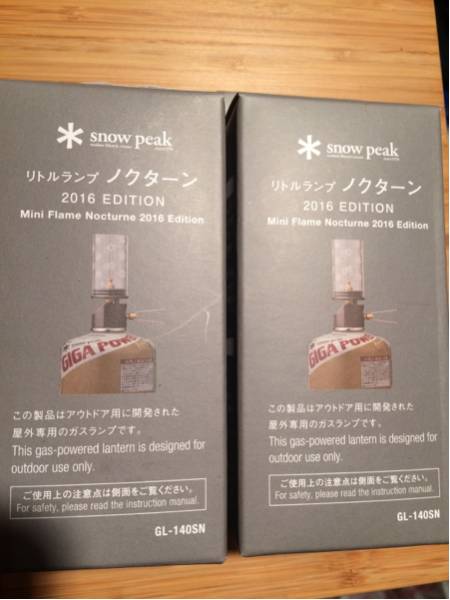 snow peak
リトルランプ ノクターン
2016 EDITION
Mini Flame Nocturne 2016 Edition
GIGA POW
この製品はアウトドア用に開発された
屋外専用のガスランプです。
This gas-powered lantern is designed for
outdoor use only.
ご使用上の注意点は側面をご覧ください。
For safety, please read the instruction manual.
GL-140SN
snow peak
リトルランプ ノクターン
2016 EDITION
Mini Flame Nocturne 2016 Edition
GIGA POW
この製品はアウトドア用に開発された
屋外専用のガスランプです。
This gas-powered lantern is designed for
outdoor use only.
ご使用上の注意点は側面をご覧ください。
For safety, please read the instruction manual.
GL-140SN